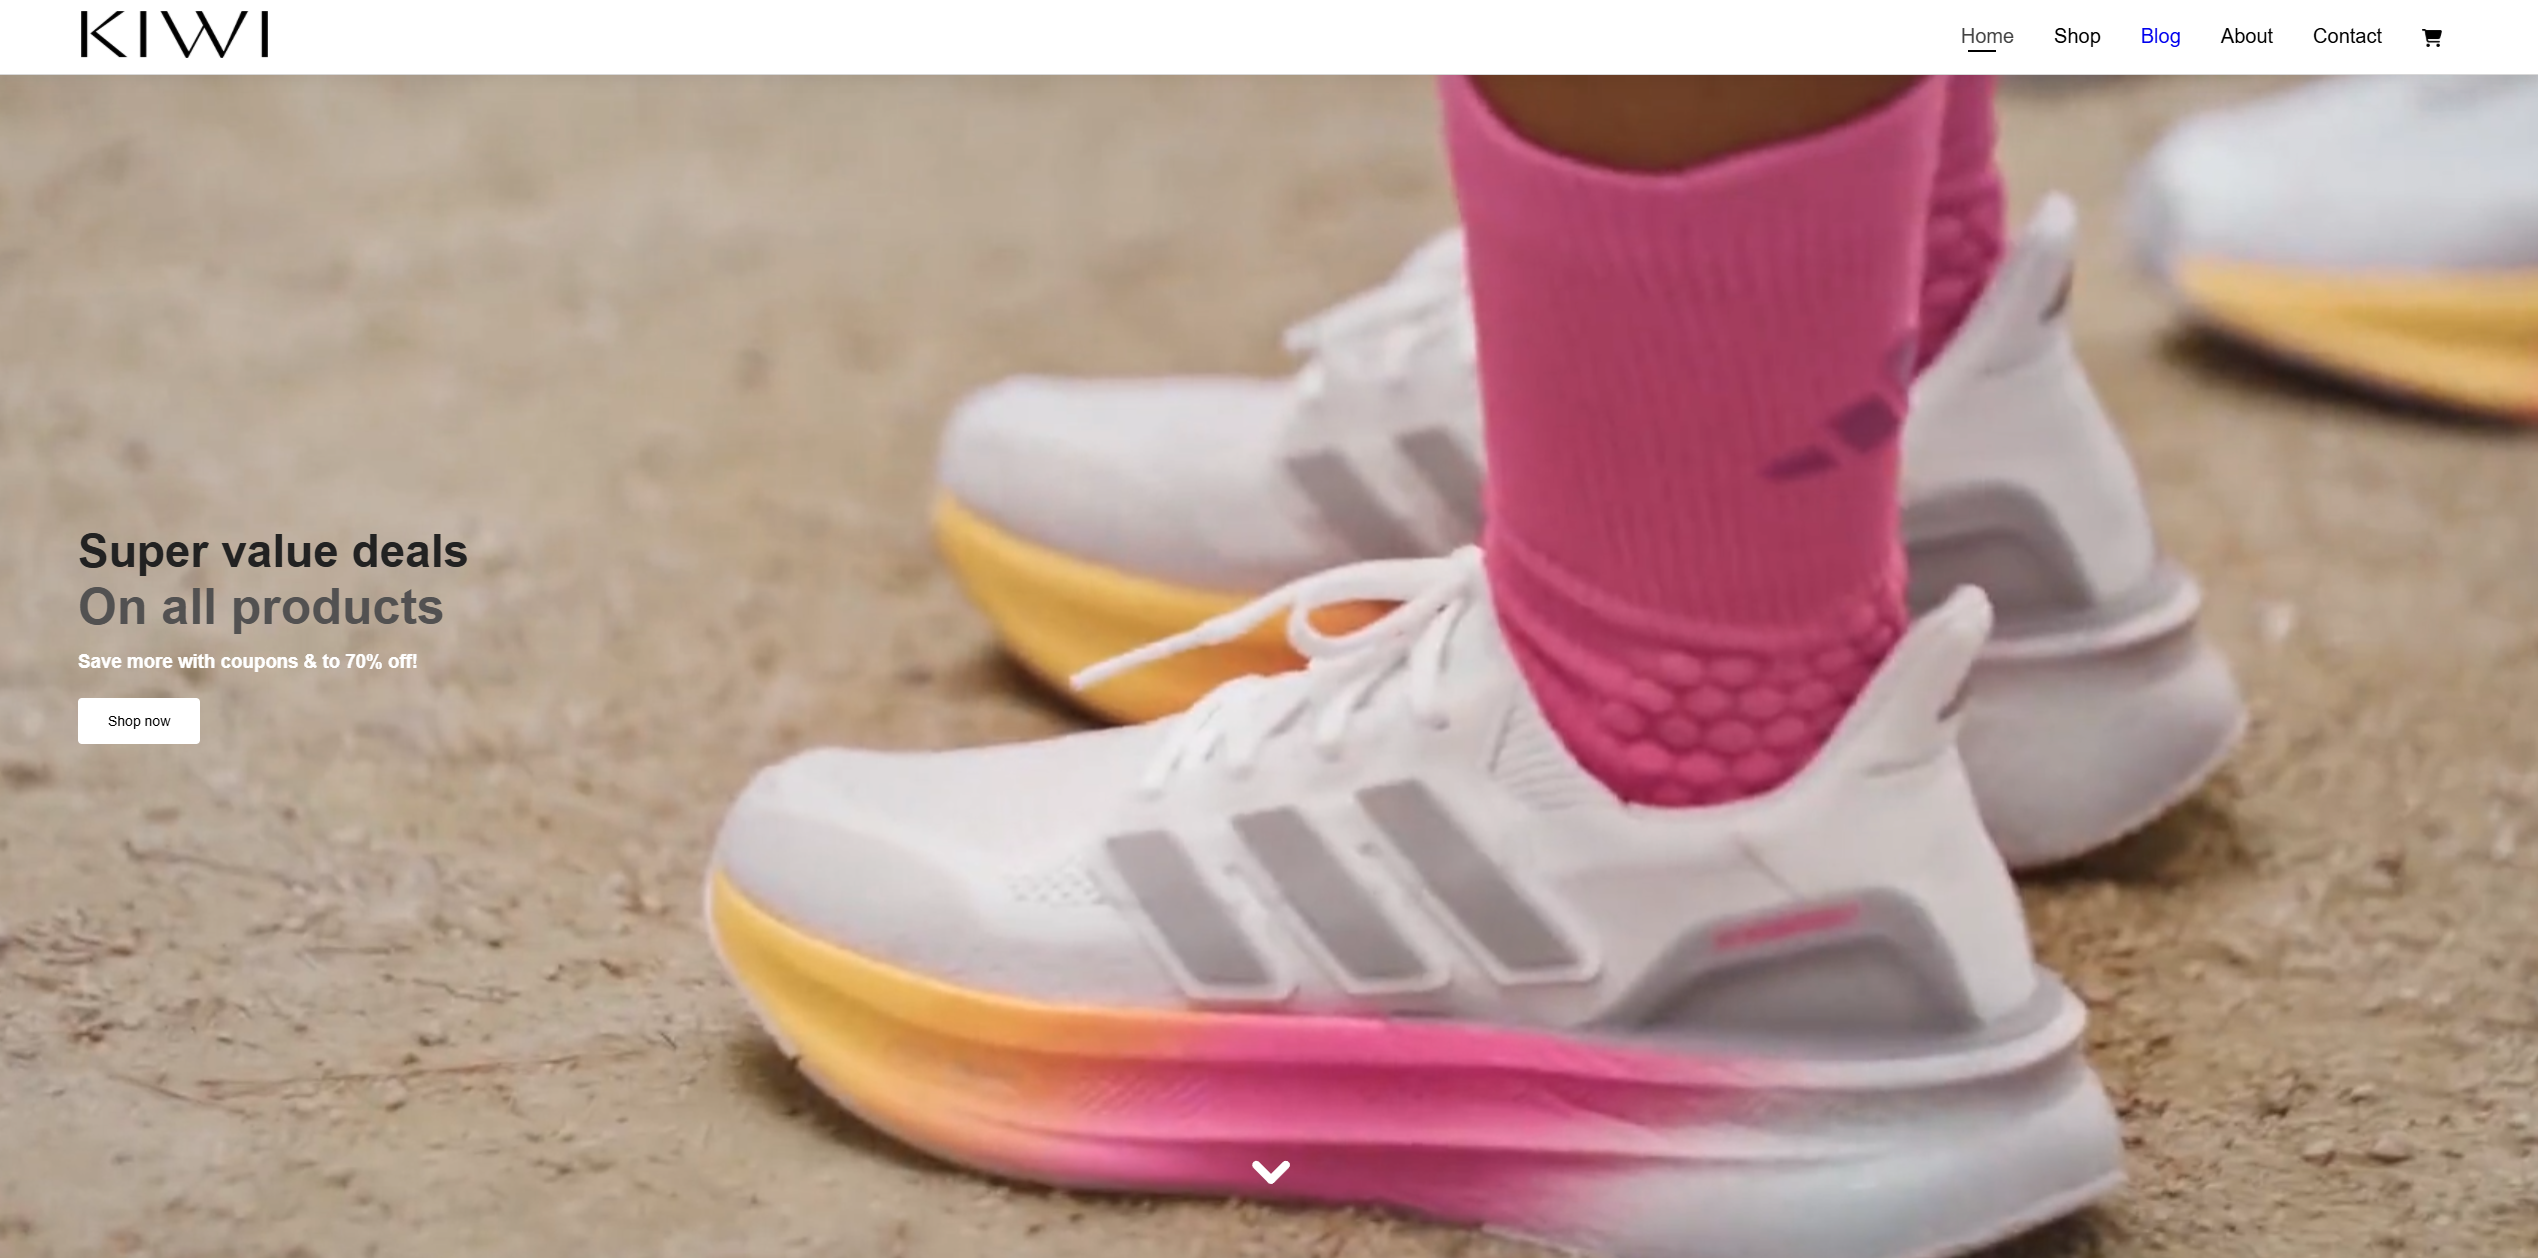 KIWI
Home Shop Blog About Contact
Super value deals
On all products
Save more with coupons & to 70% off!
Shop now